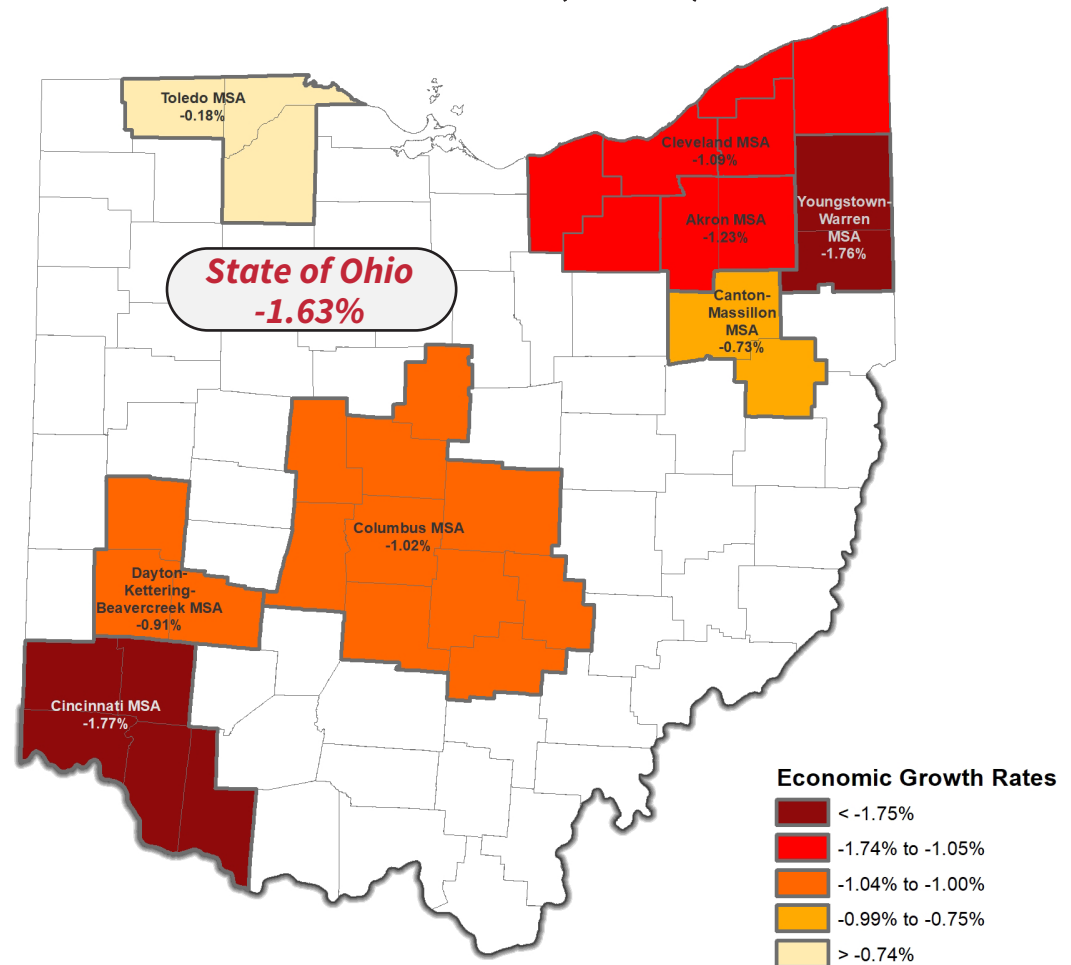 Toledo MSA
-0.18%
Cleveland MSA
-1.09%
Akron MSA
-1.23%
Youngstown-
Warren
MSA
-1.76%
State of Ohio
-1.63%
Canton-
Massillon
MSA
-0.73%
Columbus MSA
-1.02%
Dayton-
Kettering-
Beavercreek MSA
-0.91%
Cincinnati MSA
-1.77%
Economic Growth Rates
< -1.75%
-1.74% to -1.05%
-1.04% to -1.00%
-0.99% to -0.75%
> -0.74%